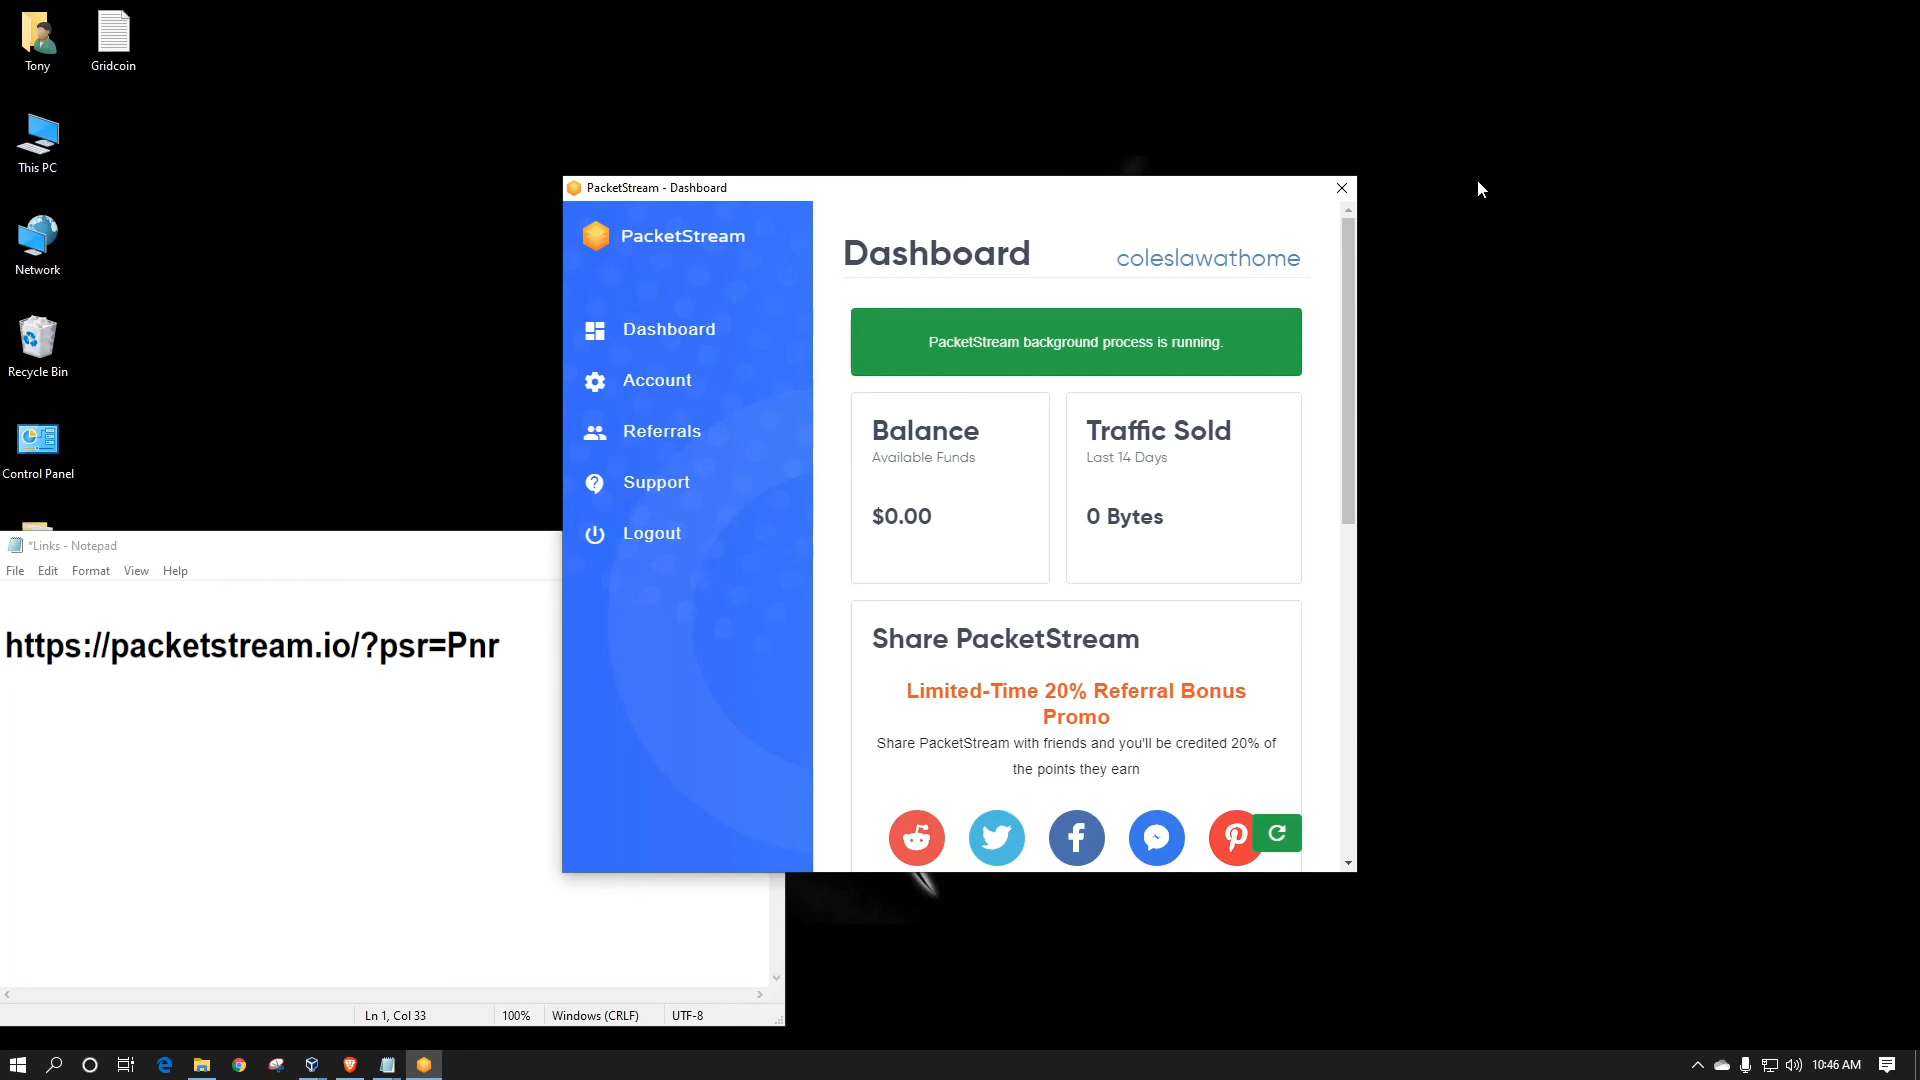 Tony
Gridcoin
This PC
Network
Recycle Bin
Control Panel
PacketStream - Dashboard
PacketStream
Dashboard
Account
Referrals
Support
Logout
Dashboard
coleslawathome
PacketStream background process is running.
Balance
Available Funds
$0.00
Traffic Sold
Last 14 Days
0 Bytes
Share PacketStream
Limited-Time 20% Referral Bonus
Promo
Share PacketStream with friends and you'll be credited 20% of
the points they earn
*Links - Notepad
File Edit Format View Help
https://packetstream.io/?psr=Pnr
Ln 1, Col 33 100% Windows (CRLF) UTF-8
10:46 AM